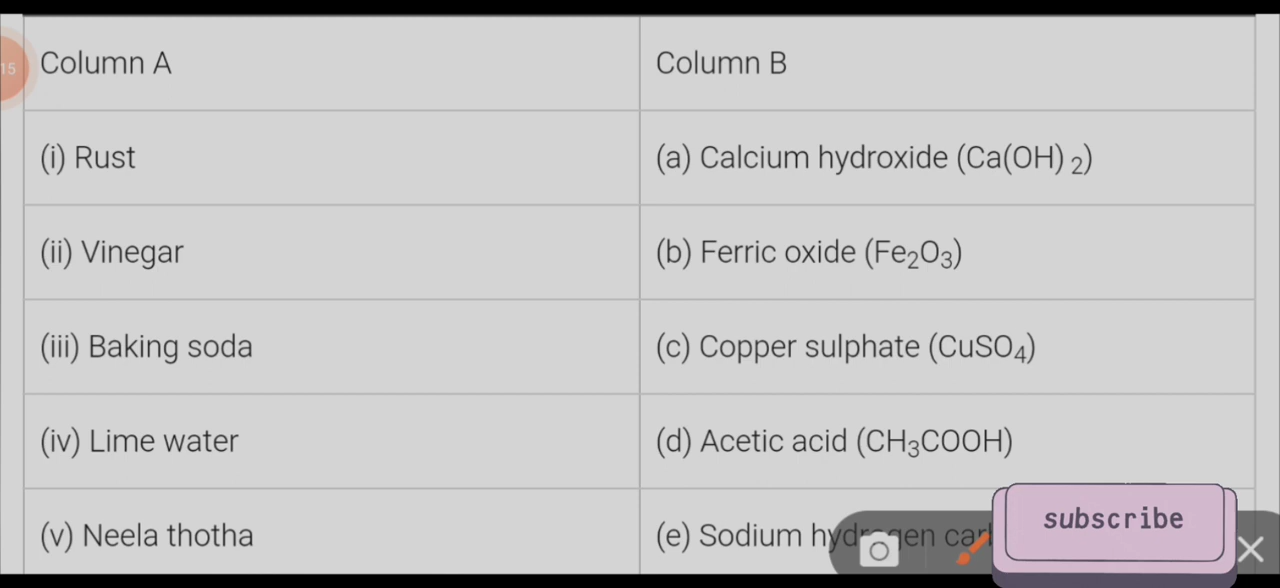 15
Column A
Column B
(i) Rust
(a) Calcium hydroxide (Ca(OH) ₂)
(ii) Vinegar
(b) Ferric oxide (Fe₂O₃)
(iii) Baking soda
(c) Copper sulphate (CuSO₄)
(iv) Lime water
(d) Acetic acid (CH₃COOH)
(v) Neela thotha
(e) Sodium hydrogen
subscribe